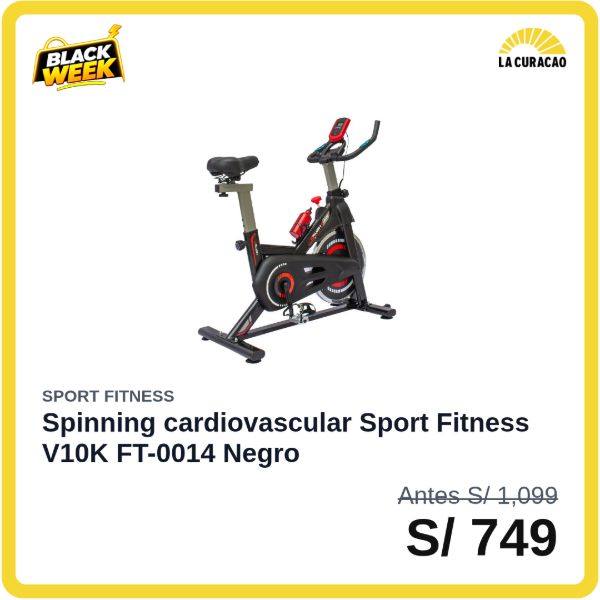 BLACK
WEEK
LA CURACAO
SPORT FITNESS
Spinning cardiovascular Sport Fitness
V10K FT-0014 Negro
Antes S/ 1,099
S/ 749